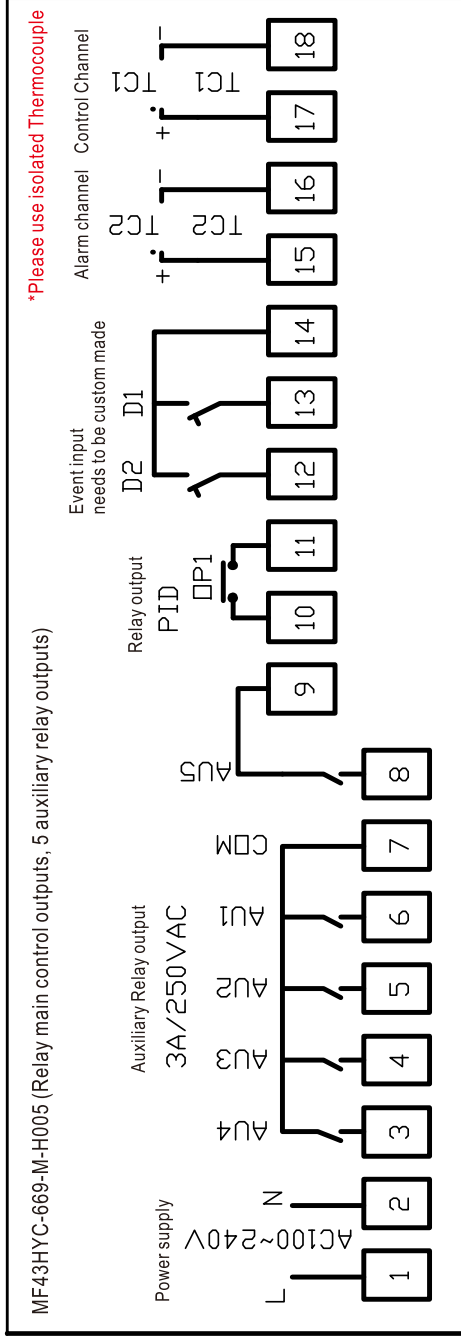 MF43HYC-669-M-H005 (Relay main control outputs, 5 auxiliary relay outputs)
*Please use isolated Thermocouple
Power supply
L
N
AC100~240V
Auxiliary Relay output
3A/250VAC
AU4
AU3
AU2
AU1
COM
AU5
Relay output
PID
OP1
Event input
needs to be custom made
D2
D1
Alarm channel
+
TC2
TC2
−
Control Channel
+
TC1
TC1
−
1
2
3
4
5
6
7
8
9
10
11
12
13
14
15
16
17
18